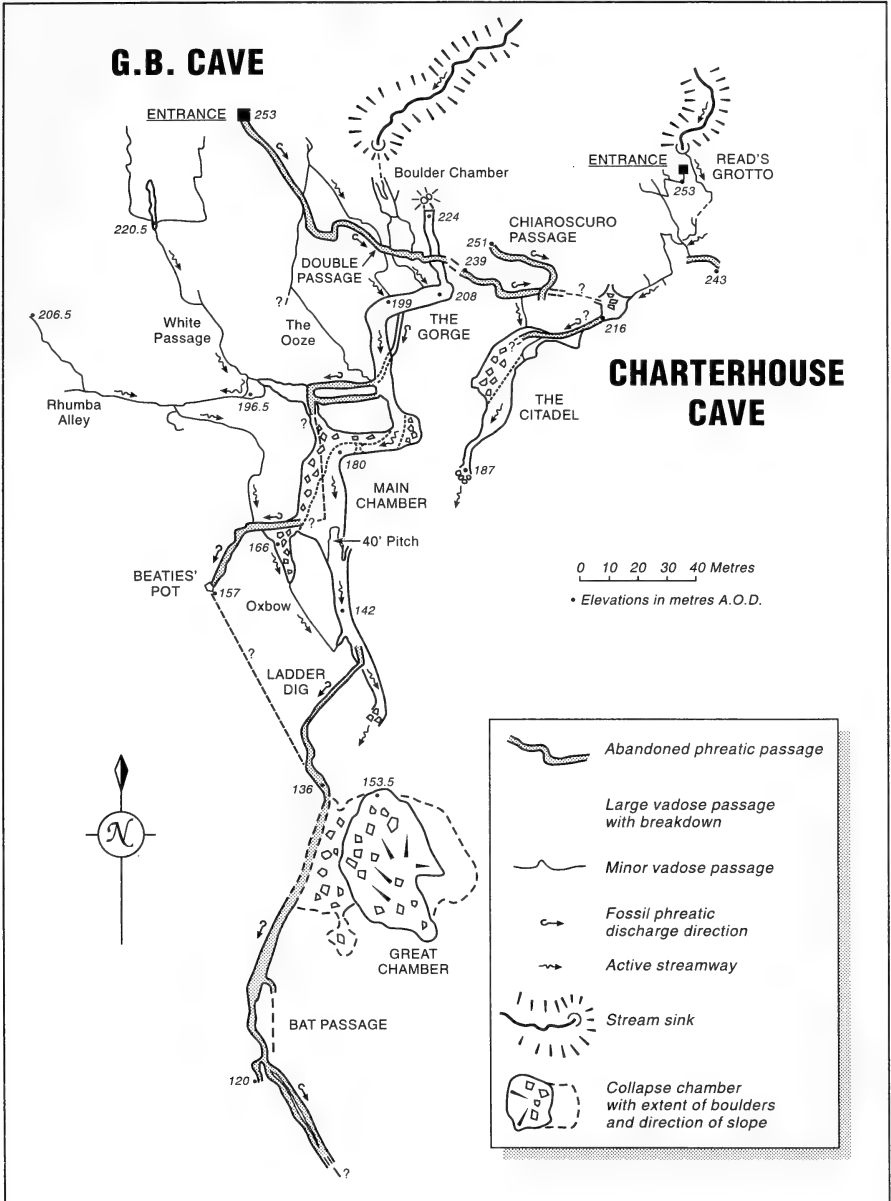 G.B. CAVE
ENTRANCE 253
Boulder Chamber
224
ENTRANCE
253
READ'S
GROTTO
220.5
CHIAROSCURO
PASSAGE
251
239
243
DOUBLE
PASSAGE
?
206.5
White
Passage
The
Ooze
199
208
THE
GORGE
?
?
216
?
CHARTERHOUSE
CAVE
Rhumba
Alley
196.5
?
THE
CITADEL
180
187
MAIN
CHAMBER
?
40' Pitch
166
BEATIES'
POT
157
Oxbow
142
0 10 20 30 40 Metres
• Elevations in metres A.O.D.
?
LADDER
DIG
136
153.5
N
GREAT
CHAMBER
BAT PASSAGE
120
?
Abandoned phreatic passage
Large vadose passage
with breakdown
Minor vadose passage
Fossil phreatic
discharge direction
Active streamway
Stream sink
Collapse chamber
with extent of boulders
and direction of slope